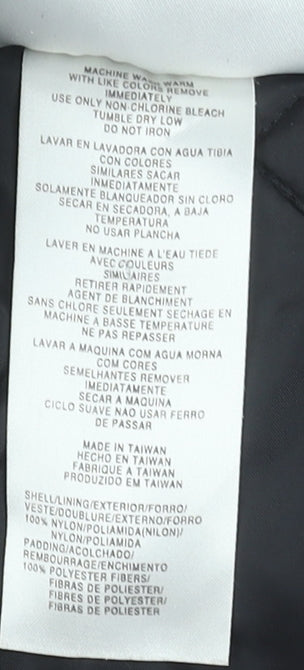 MACHINE WASH WARM
WITH LIKE COLORS REMOVE
IMMEDIATELY
USE ONLY NON-CHLORINE BLEACH
TUMBLE DRY LOW
DO NOT IRON
LAVAR EN LAVADORA CON AGUA TIBIA
CON COLORES
SIMILARES SACAR
INMEDIATAMENTE
SOLAMENTE BLANQUEADOR SIN CLORO
SECAR EN SECADORA, A BAJA
TEMPERATURA
NO USAR PLANCHA
LAVER EN MACHINE A L'EAU TIEDE
AVEC COULEURS
SIMILAIRES
RETIRER RAPIDEMENT
AGENT DE BLANCHIMENT
SANS CHLORE SEULEMENT SECHAGE EN
MACHINE A BASSE TEMPERATURE
NE PAS REPASSER
LAVAR A MAQUINA COM AGUA MORNA
COM CORES
SEMELHANTES REMOVER
IMEDIATAMENTE
SECAR A MAQUINA
CICLO SUAVE NAO USAR FERRO
DE PASSAR
MADE IN TAIWAN
HECHO EN TAIWAN
FABRIQUE A TAIWAN
PRODUZIDO EM TAIWAN
SHELL/LINING/EXTERIOR/FORRO/
VESTE/DOUBLURE/EXTERNO/FORRO
100% NYLON/POLIAMIDA(NILON)/
NYLON/POLIAMIDA
PADDING/ACOLCHADO/
REMBOURRAGE/ENCHIMENTO
100% POLYESTER FIBERS/
FIBRAS DE POLIESTER/
FIBRES DE POLYESTER/
FIBRAS DE POLIESTER